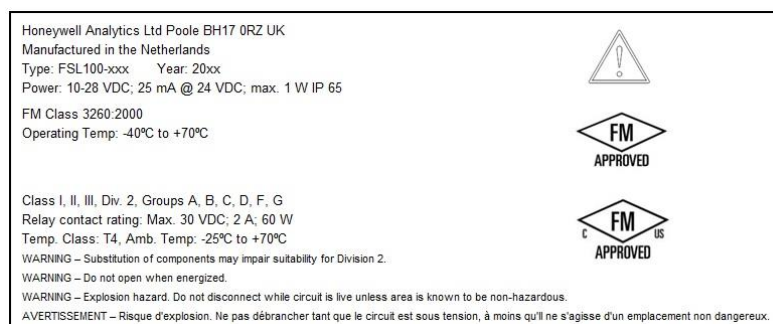 Honeywell Analytics Ltd Poole BH17 0RZ UK
Manufactured in the Netherlands
Type: FSL100-xxx Year: 20xx
Power: 10-28 VDC; 25 mA @ 24 VDC; max. 1 W IP 65
FM Class 3260:2000
Operating Temp: -40ºC to +70ºC
FM
APPROVED
Class I, II, III, Div. 2, Groups A, B, C, D, F, G
Relay contact rating: Max. 30 VDC; 2 A; 60 W
Temp. Class: T4, Amb. Temp: -25ºC to +70ºC
WARNING – Substitution of components may impair suitability for Division 2.
WARNING – Do not open when energized.
WARNING – Explosion hazard. Do not disconnect while circuit is live unless area is known to be non-hazardous.
AVERTISSEMENT – Risque d'explosion. Ne pas débrancher tant que le circuit est sous tension, à moins qu'il ne s'agisse d'un emplacement non dangereux.
FM
C US
APPROVED